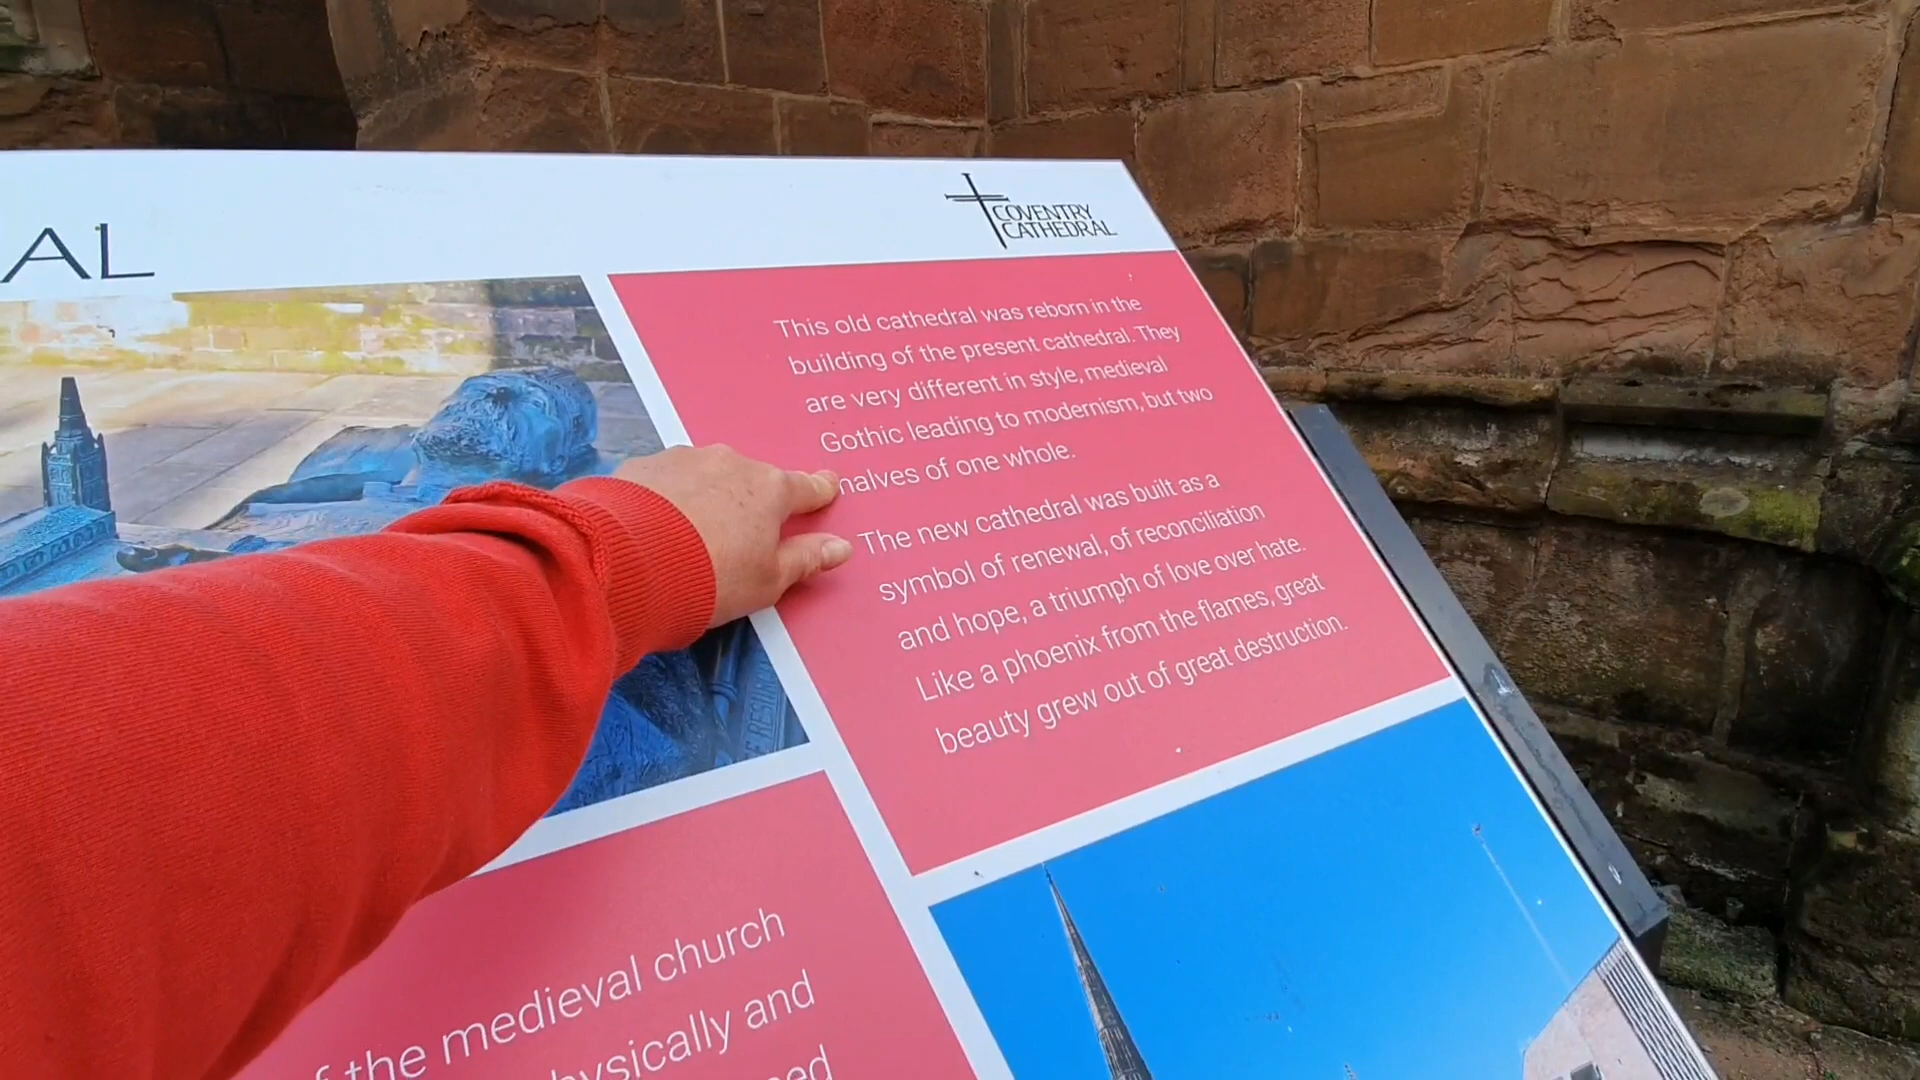 AL
COVENTRY
CATHEDRAL
This old cathedral was reborn in the
building of the present cathedral. They
are very different in style, medieval
Gothic leading to modernism, but two
halves of one whole.
The new cathedral was built as a
symbol of renewal, of reconciliation
and hope, a triumph of love over hate.
Like a phoenix from the flames, great
beauty grew out of great destruction.
f the medieval church
hysically and